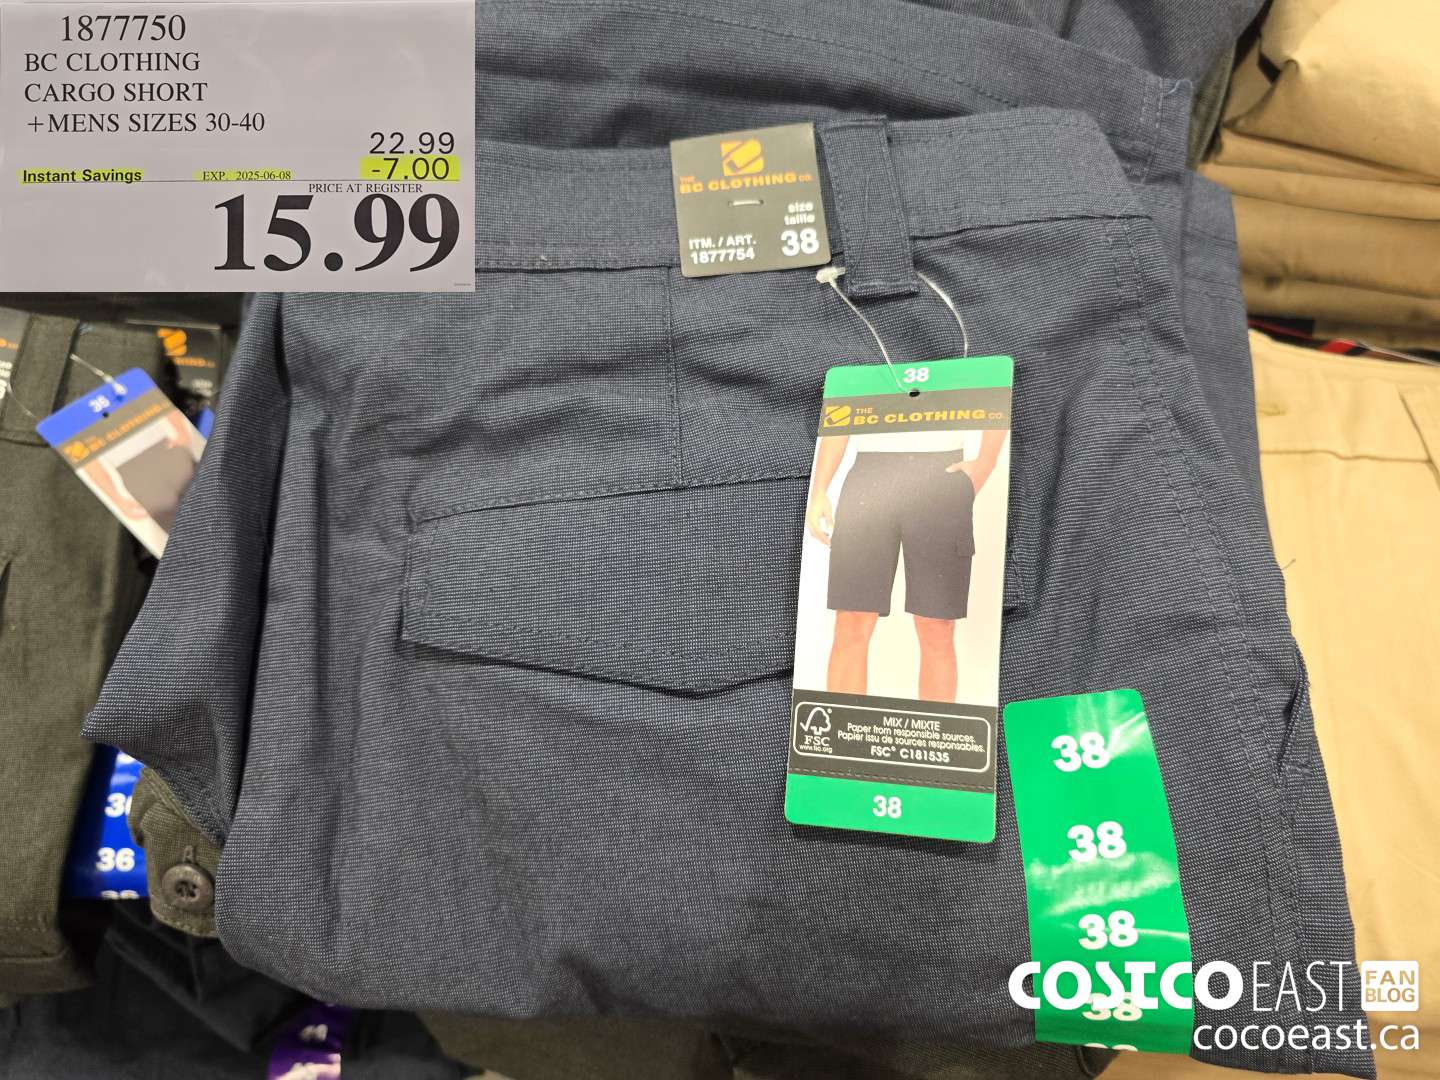 1877750
BC CLOTHING
CARGO SHORT
+MENS SIZES 30-40
22.99
Instant Savings EXP. 2025-06-08 -7.00
PRICE AT REGISTER
15.99
THE
BC CLOTHING CO.
size
taille
38
ITM. / ART.
1877754
38
THE
BC CLOTHING CO.
MIX / MIXTE
Paper from responsible sources.
Papier issu de sources responsables.
FSC® C181535
FSC
www.fsc.org
38
38
38
38
38
36
BC CLOTHING
36
COSTCO EAST FAN BLOG
cocoeast.ca